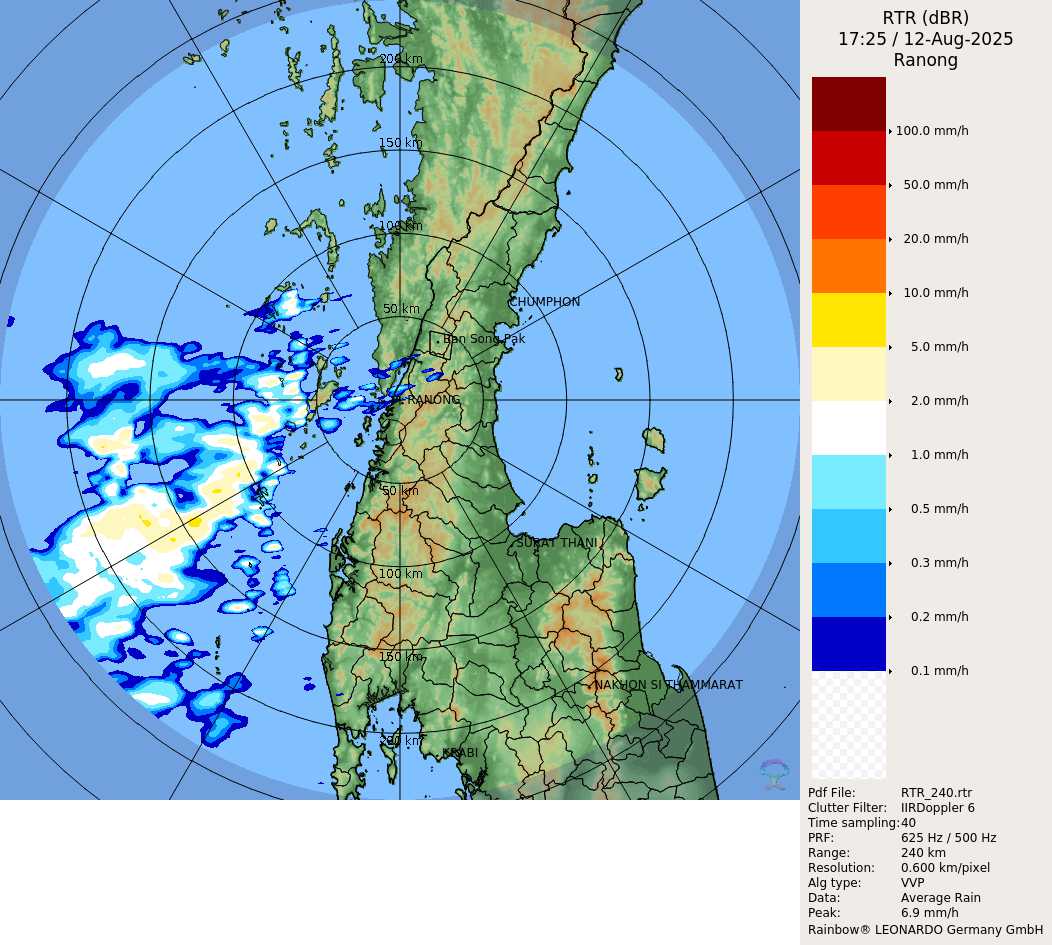 200 km
150 km
100 km
50 km
CHUMPHON
Ban Song Pak
RANONG
50 km
SURAT THANI
100 km
150 km
NAKHON SI THAMMARAT
200 km
KRABI
RTR (dBR)
17:25 / 12-Aug-2025
Ranong
100.0 mm/h
50.0 mm/h
20.0 mm/h
10.0 mm/h
5.0 mm/h
2.0 mm/h
1.0 mm/h
0.5 mm/h
0.3 mm/h
0.2 mm/h
0.1 mm/h
Pdf File: RTR_240.rtr
Clutter Filter: IIRDoppler 6
Time sampling: 40
PRF: 625 Hz / 500 Hz
Range: 240 km
Resolution: 0.600 km/pixel
Alg type: VVP
Data: Average Rain
Peak: 6.9 mm/h
Rainbow® LEONARDO Germany GmbH